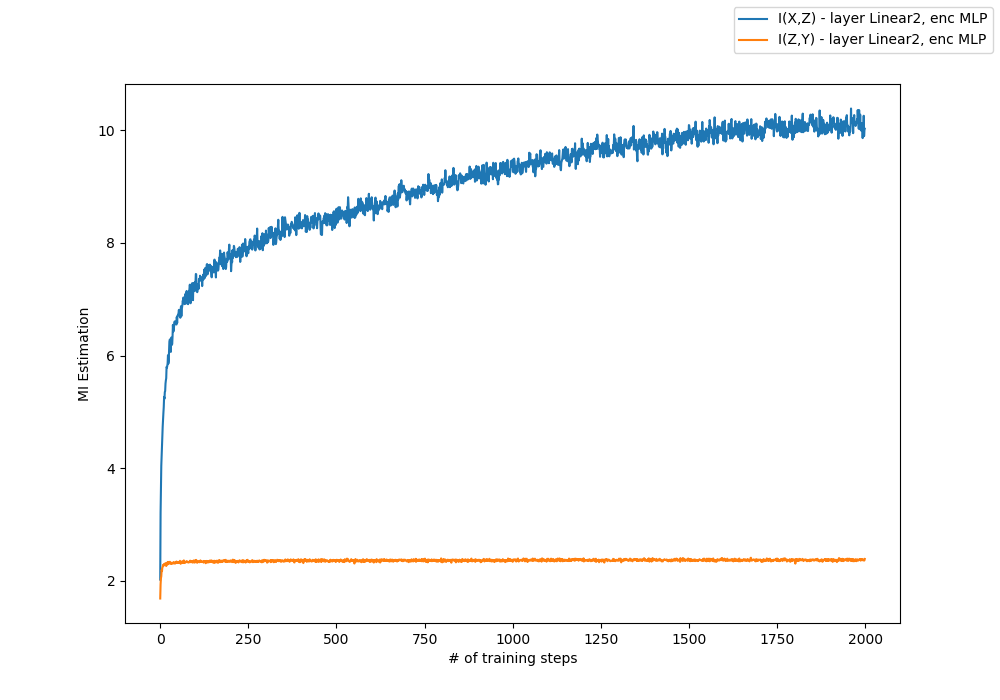 I(X,Z) - layer Linear2, enc MLP
I(Z,Y) - layer Linear2, enc MLP
10
8
6
4
2
MI Estimation
0 250 500 750 1000 1250 1500 1750 2000
# of training steps